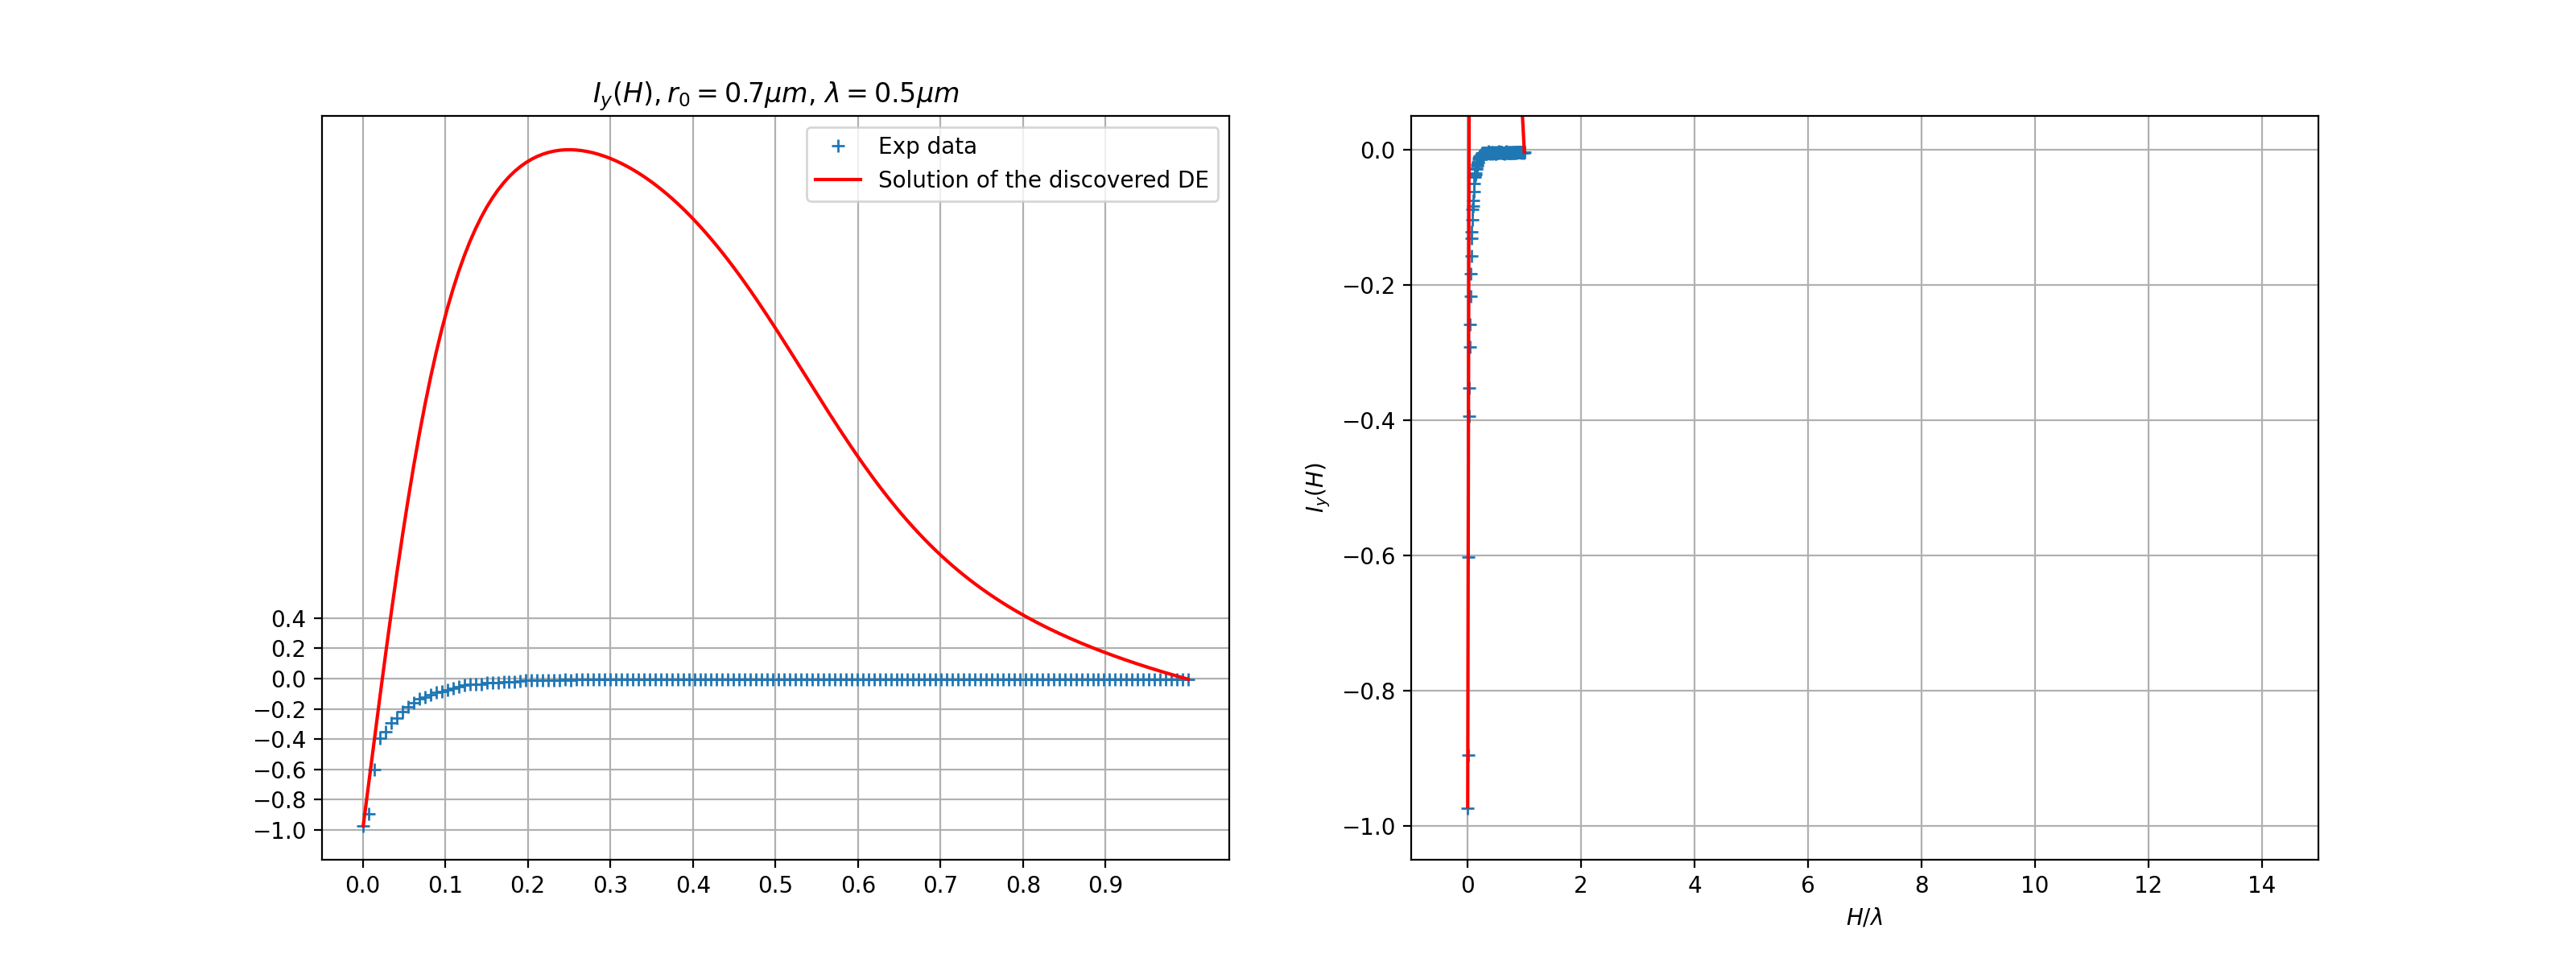 I_y(H), r_0 = 0.7μm, λ = 0.5μm
Exp data
Solution of the discovered DE
0.4
0.2
0.0
−0.2
−0.4
−0.6
−0.8
−1.0
0.0 0.1 0.2 0.3 0.4 0.5 0.6 0.7 0.8 0.9
I_y(H)
0.0
−0.2
−0.4
−0.6
−0.8
−1.0
0 2 4 6 8 10 12 14
H/λ